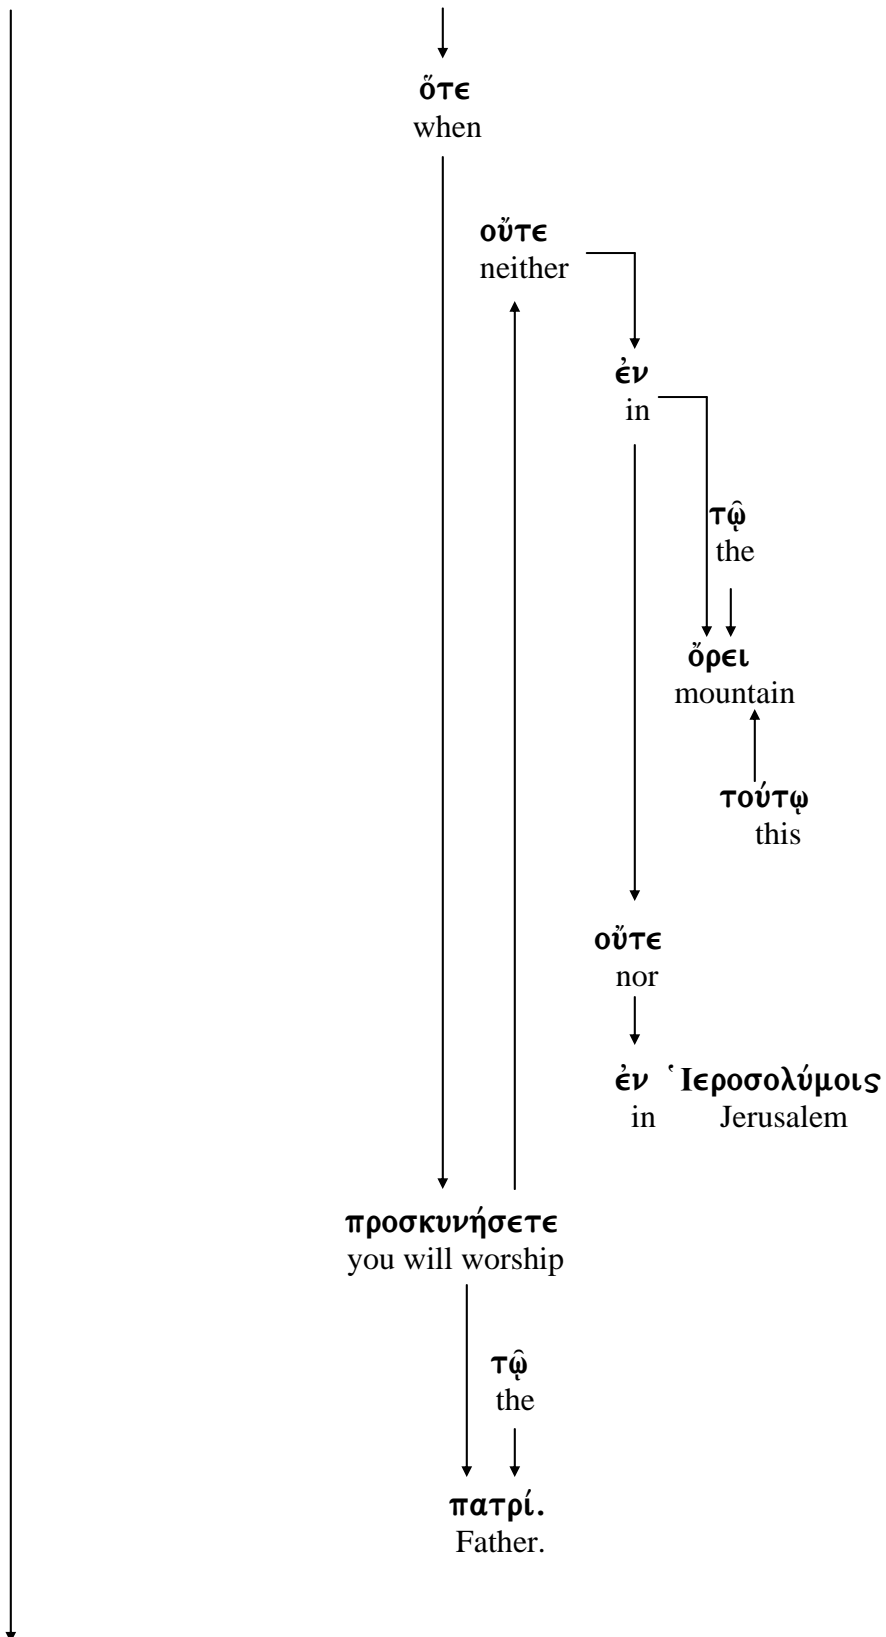 ὅτε
when
οὔτε
neither
ἐν
in
τῷ
the
ὄρει
mountain
τούτῳ
this
οὔτε
nor
ἐν Ἱεροσολύμοις
in Jerusalem
προσκυνήσετε
you will worship
τῷ
the
πατρί.
Father.